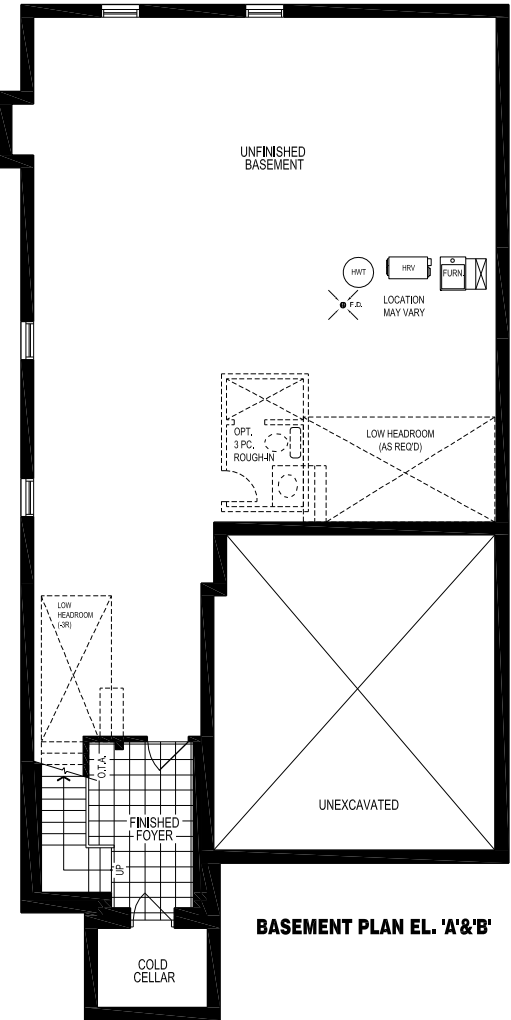 UNFINISHED
BASEMENT
HWT
HRV
FURN.
F.D.
LOCATION
MAY VARY
OPT.
3 PC.
ROUGH-IN
LOW HEADROOM
(AS REQ'D)
LOW
HEADROOM
(-3R)
O.T.A.
FINISHED
FOYER
UP
UNEXCAVATED
BASEMENT PLAN EL. 'A'&'B'
COLD
CELLAR